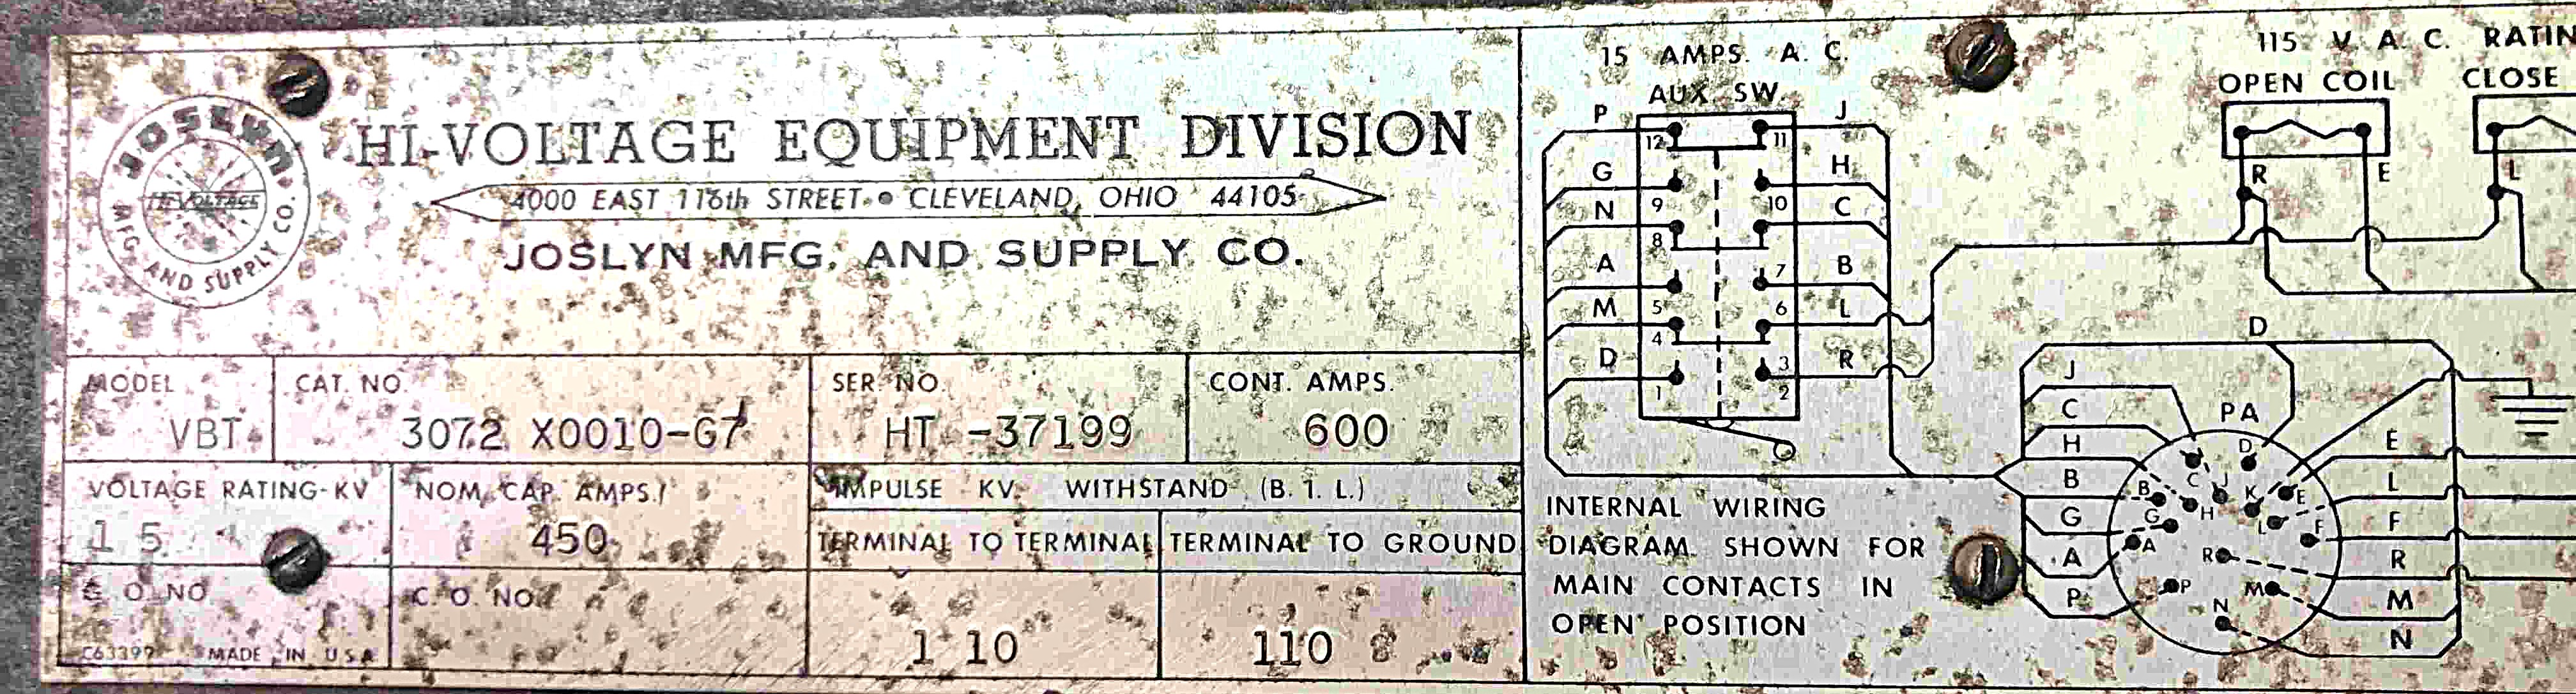 JOSLYN
HI-VOLTAGE
MFG. AND SUPPLY CO.
HI-VOLTAGE EQUIPMENT DIVISION
4000 EAST 116th STREET • CLEVELAND, OHIO 44105
JOSLYN MFG. AND SUPPLY CO.
MODEL
VBT
CAT. NO.
3072 X0010-G7
SER. NO.
HT -37199
CONT. AMPS.
600
VOLTAGE RATING-KV
15
NOM. CAP. AMPS.
450
IMPULSE KV. WITHSTAND (B. I. L.)
TERMINAL TO TERMINAL
110
TERMINAL TO GROUND
110
G. O. NO.
C. O. NO.
MADE IN U S A
15 AMPS. A. C.
AUX. SW.
P 12 11 J
G 9 10 H
N 8 C
A 5 7 B
M 4 6 L
D 1 3 R
2
INTERNAL WIRING
DIAGRAM SHOWN FOR
MAIN CONTACTS IN
OPEN POSITION
115 V. A. C. RATIN
OPEN COIL CLOSE
R E L
D
J
C
H
B
G
A
P
PA
D
B C J K E
G H L F
A R
P M
N
E
L
F
R
M
N